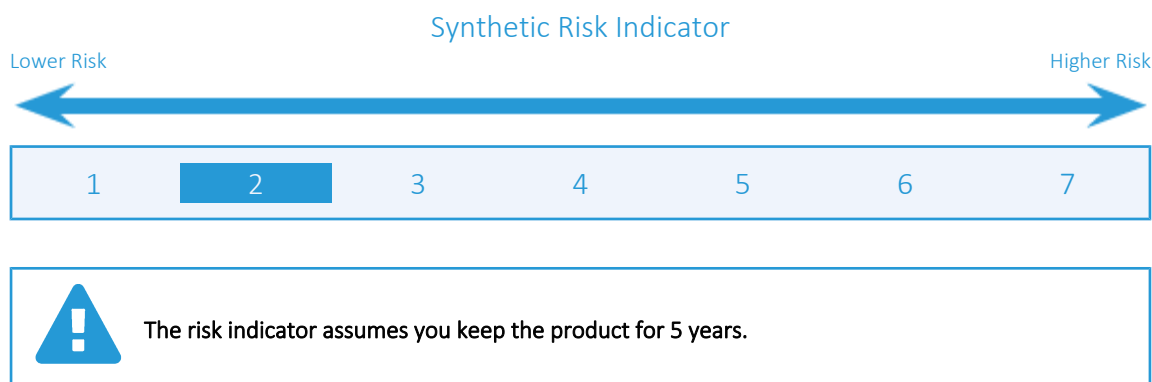 Synthetic Risk Indicator
Lower Risk Higher Risk
1 2 3 4 5 6 7
The risk indicator assumes you keep the product for 5 years.